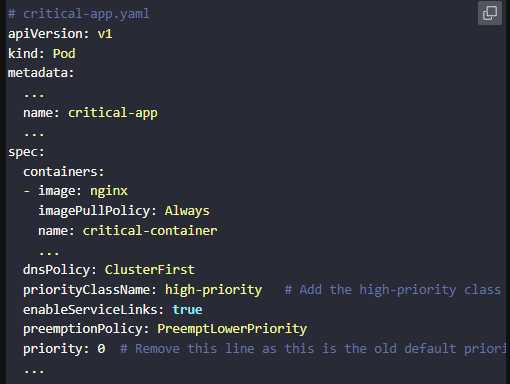 # critical-app.yaml
apiVersion: v1
kind: Pod
metadata:
  ...
  name: critical-app
  ...
spec:
  containers:
  - image: nginx
    imagePullPolicy: Always
    name: critical-container
    ...
  dnsPolicy: ClusterFirst
  priorityClassName: high-priority   # Add the high-priority class
  enableServiceLinks: true
  preemptionPolicy: PreemptLowerPriority
  priority: 0  # Remove this line as this is the old default priori
  ...